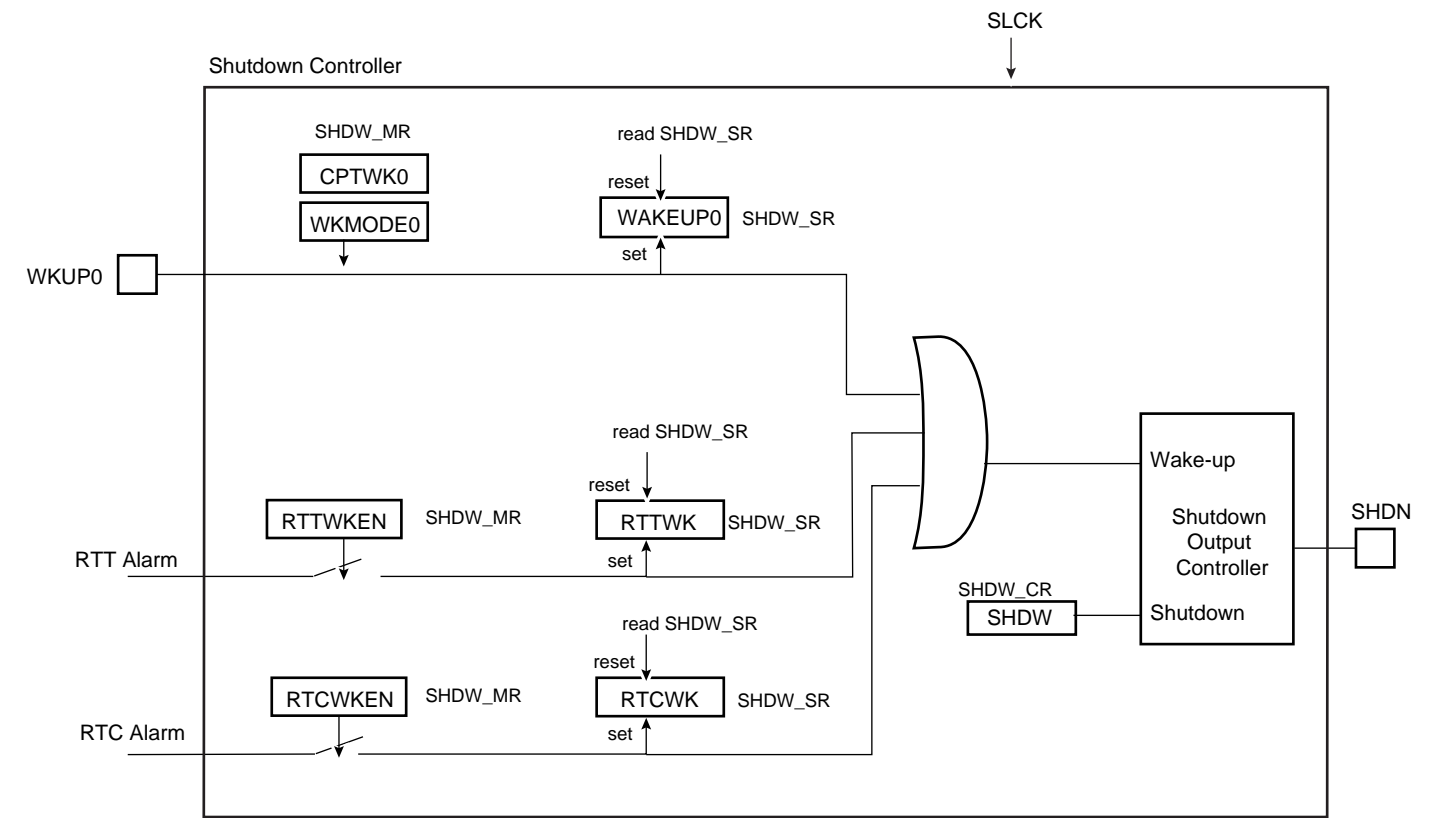 SLCK
Shutdown Controller
SHDW_MR
CPTWK0
WKMODE0
read SHDW_SR
reset
WAKEUP0
SHDW_SR
set
WKUP0
read SHDW_SR
reset
RTTWKEN
SHDW_MR
RTTWK
SHDW_SR
set
RTT Alarm
Wake-up
Shutdown
Output
Controller
SHDN
SHDW_CR
SHDW
Shutdown
read SHDW_SR
reset
RTCWKEN
SHDW_MR
RTCWK
SHDW_SR
set
RTC Alarm